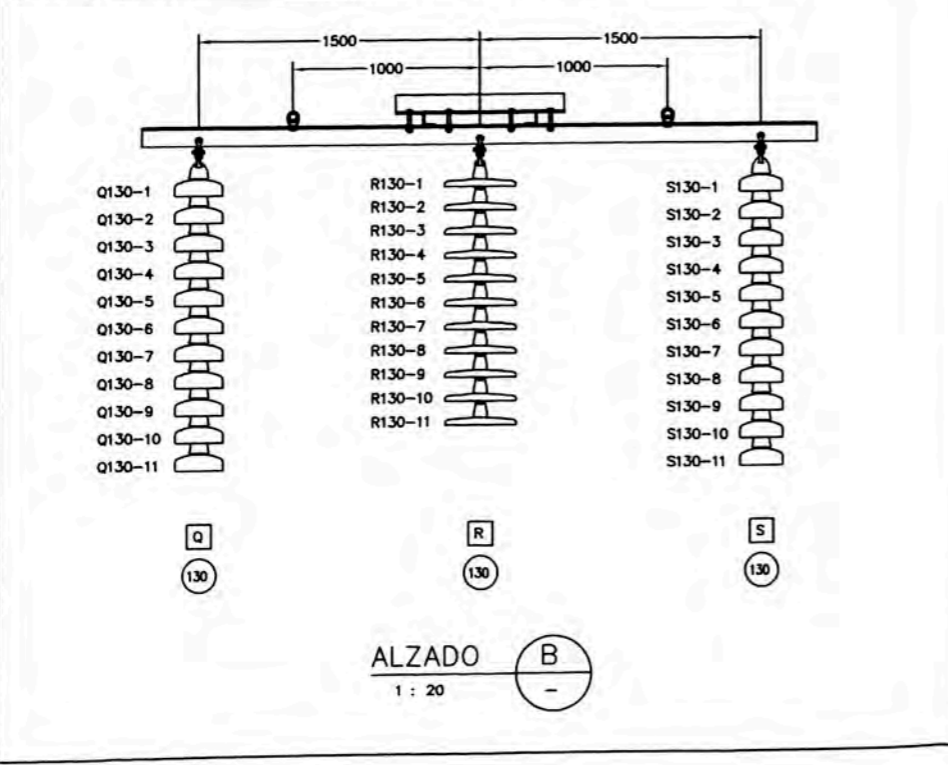 1500 1500
1000 1000
Q130-1 R130-1 S130-1
Q130-2 R130-2 S130-2
Q130-3 R130-3 S130-3
Q130-4 R130-4 S130-4
Q130-5 R130-5 S130-5
Q130-6 R130-6 S130-6
Q130-7 R130-7 S130-7
Q130-8 R130-8 S130-8
Q130-9 R130-9 S130-9
Q130-10 R130-10 S130-10
Q130-11 R130-11 S130-11
Q R S
130 130 130
ALZADO B
1 : 20 -